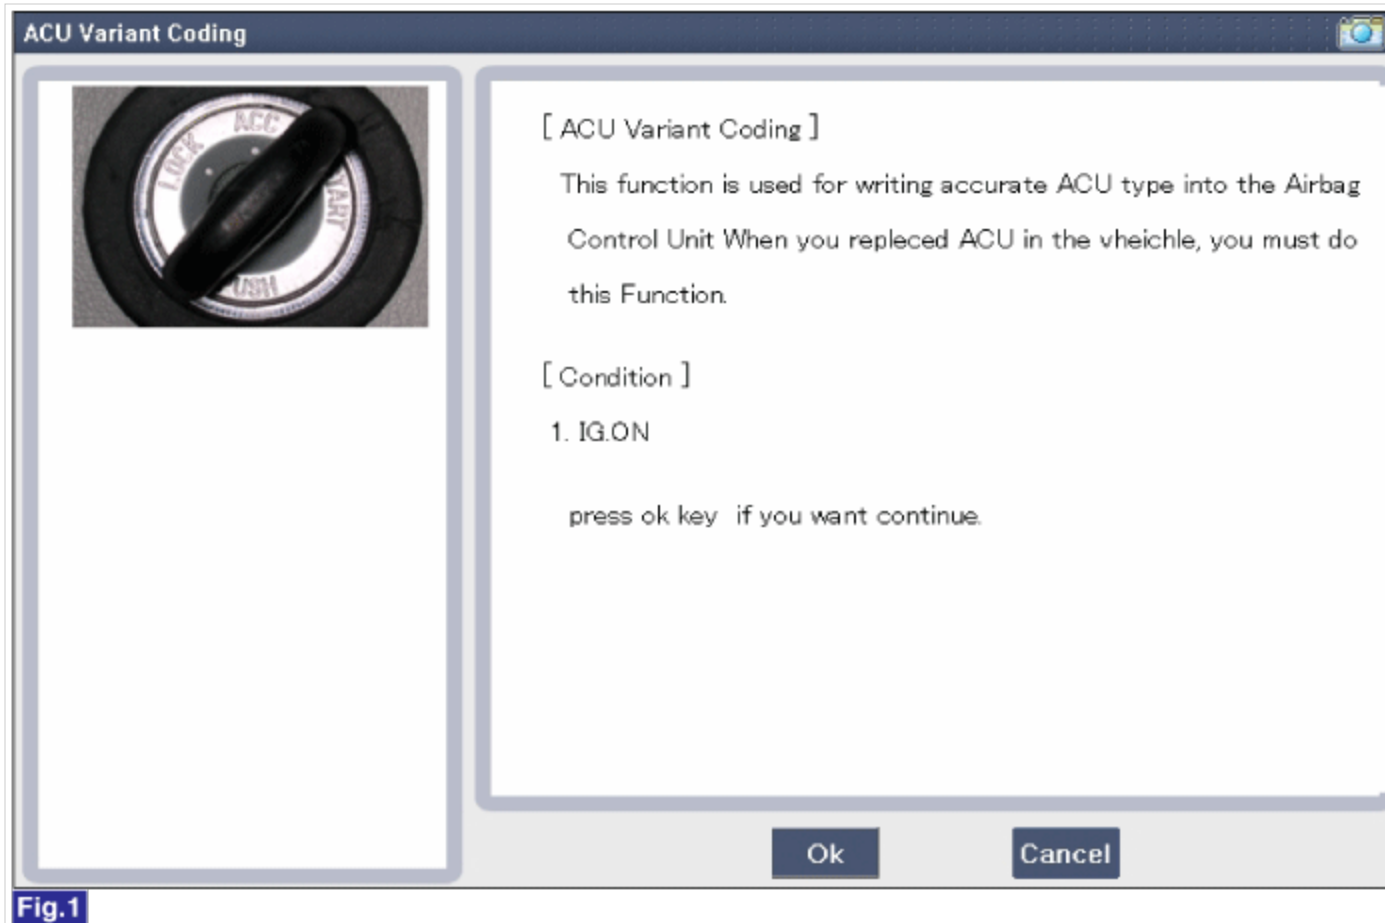 ACU Variant Coding
LOCK
ACC
PUSH
[ ACU Variant Coding ]
This function is used for writing accurate ACU type into the Airbag
Control Unit When you repleced ACU in the vheichle, you must do
this Function.
[ Condition ]
1. IG.ON
press ok key if you want continue.
Ok
Cancel
Fig.1